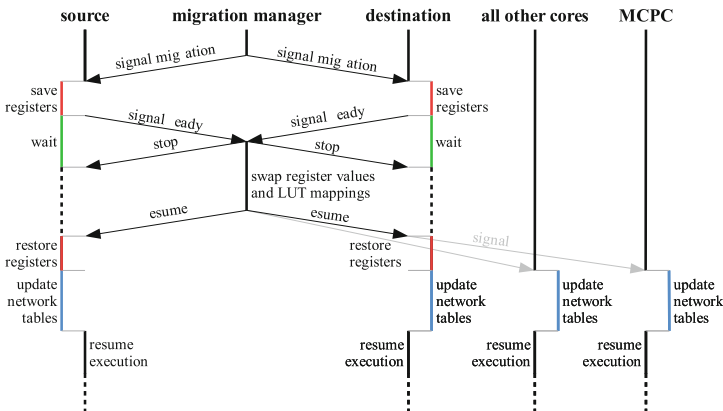 source migration manager destination all other cores MCPC
signal mig ation signal mig ation
save
registers
save
registers
signal eady signal eady
wait
wait
stop stop
swap register values
and LUT mappings
esume esume
signal
restore
registers
restore
registers
update
network
tables
update
network
tables
update
network
tables
update
network
tables
resume
execution
resume
execution
resume
execution
resume
execution